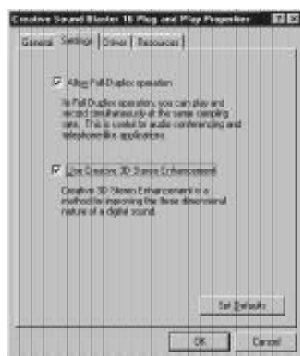 Creative Sound Blaster 16 Plug and Play Properties
General Settings Driver Resources
Allow Full-Duplex operation
In Full Duplex operation, you can play and
record simultaneously at the same sampling
rate. This is useful for audio conferencing and
telephone-like applications.
Use Creative 3D Stereo Enhancement
Creative 3D Stereo Enhancement is a
method for improving the three dimensional
nature of a digital sound.
Set Defaults
OK Cancel